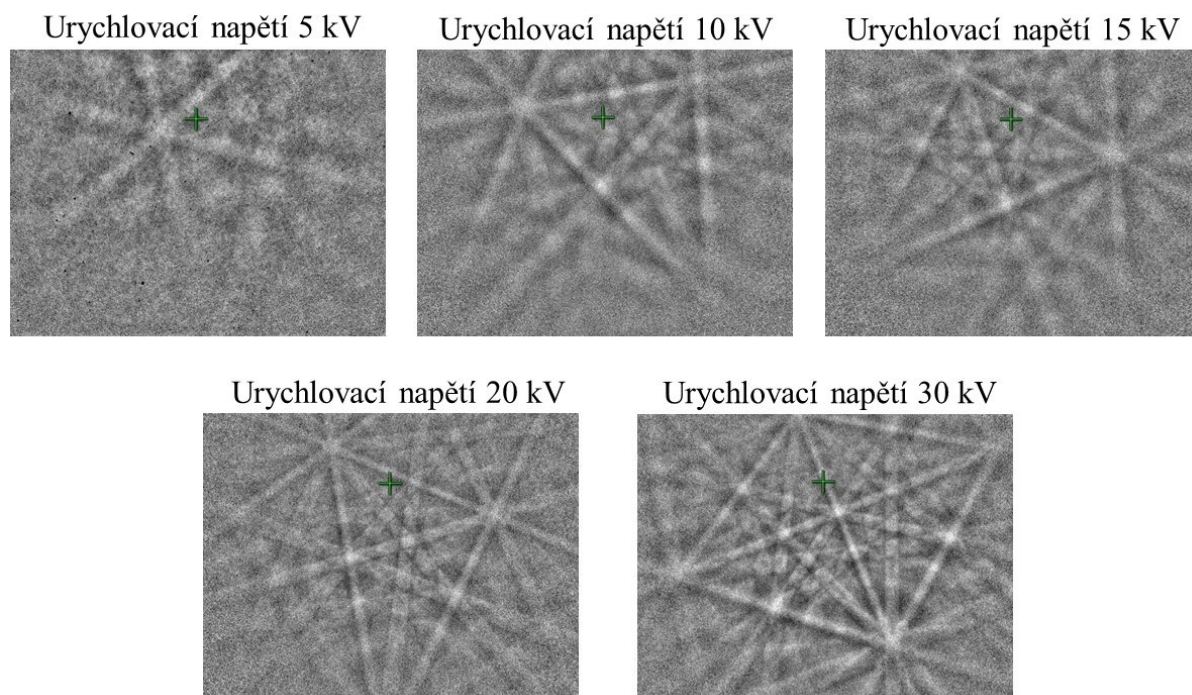 Urychlovací napětí 5 kV
Urychlovací napětí 10 kV
Urychlovací napětí 15 kV
Urychlovací napětí 20 kV
Urychlovací napětí 30 kV